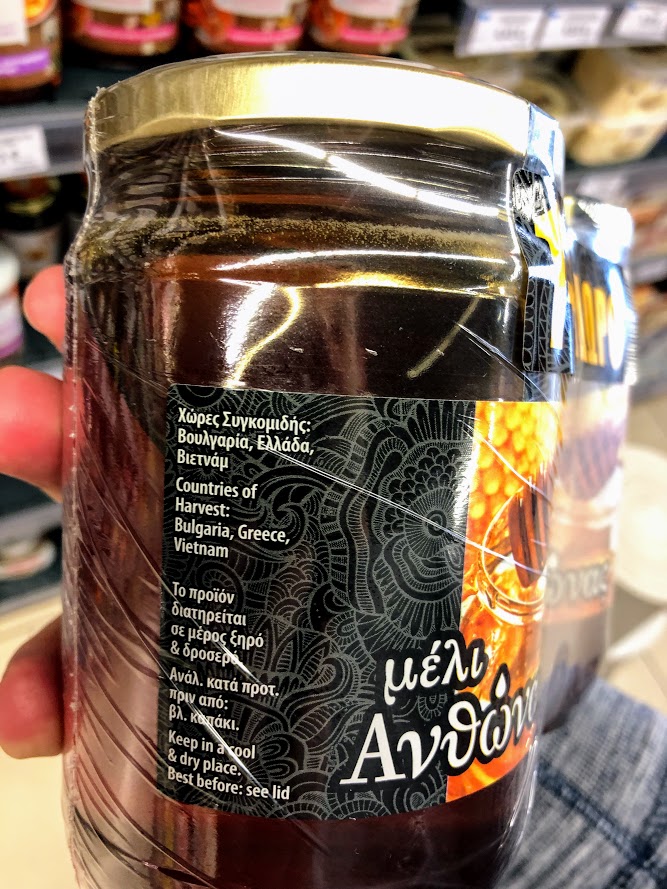 Χώρες Συγκομιδής:
Βουλγαρία, Ελλάδα,
Βιετνάμ
Countries of
Harvest:
Bulgaria, Greece,
Vietnam
Το προϊόν
διατηρείται
σε μέρος ξηρό
& δροσερό
Ανάλ. κατά προτ.
πριν από:
βλ. καπάκι.
Keep in a cool
& dry place.
Best before: see lid
μέλι